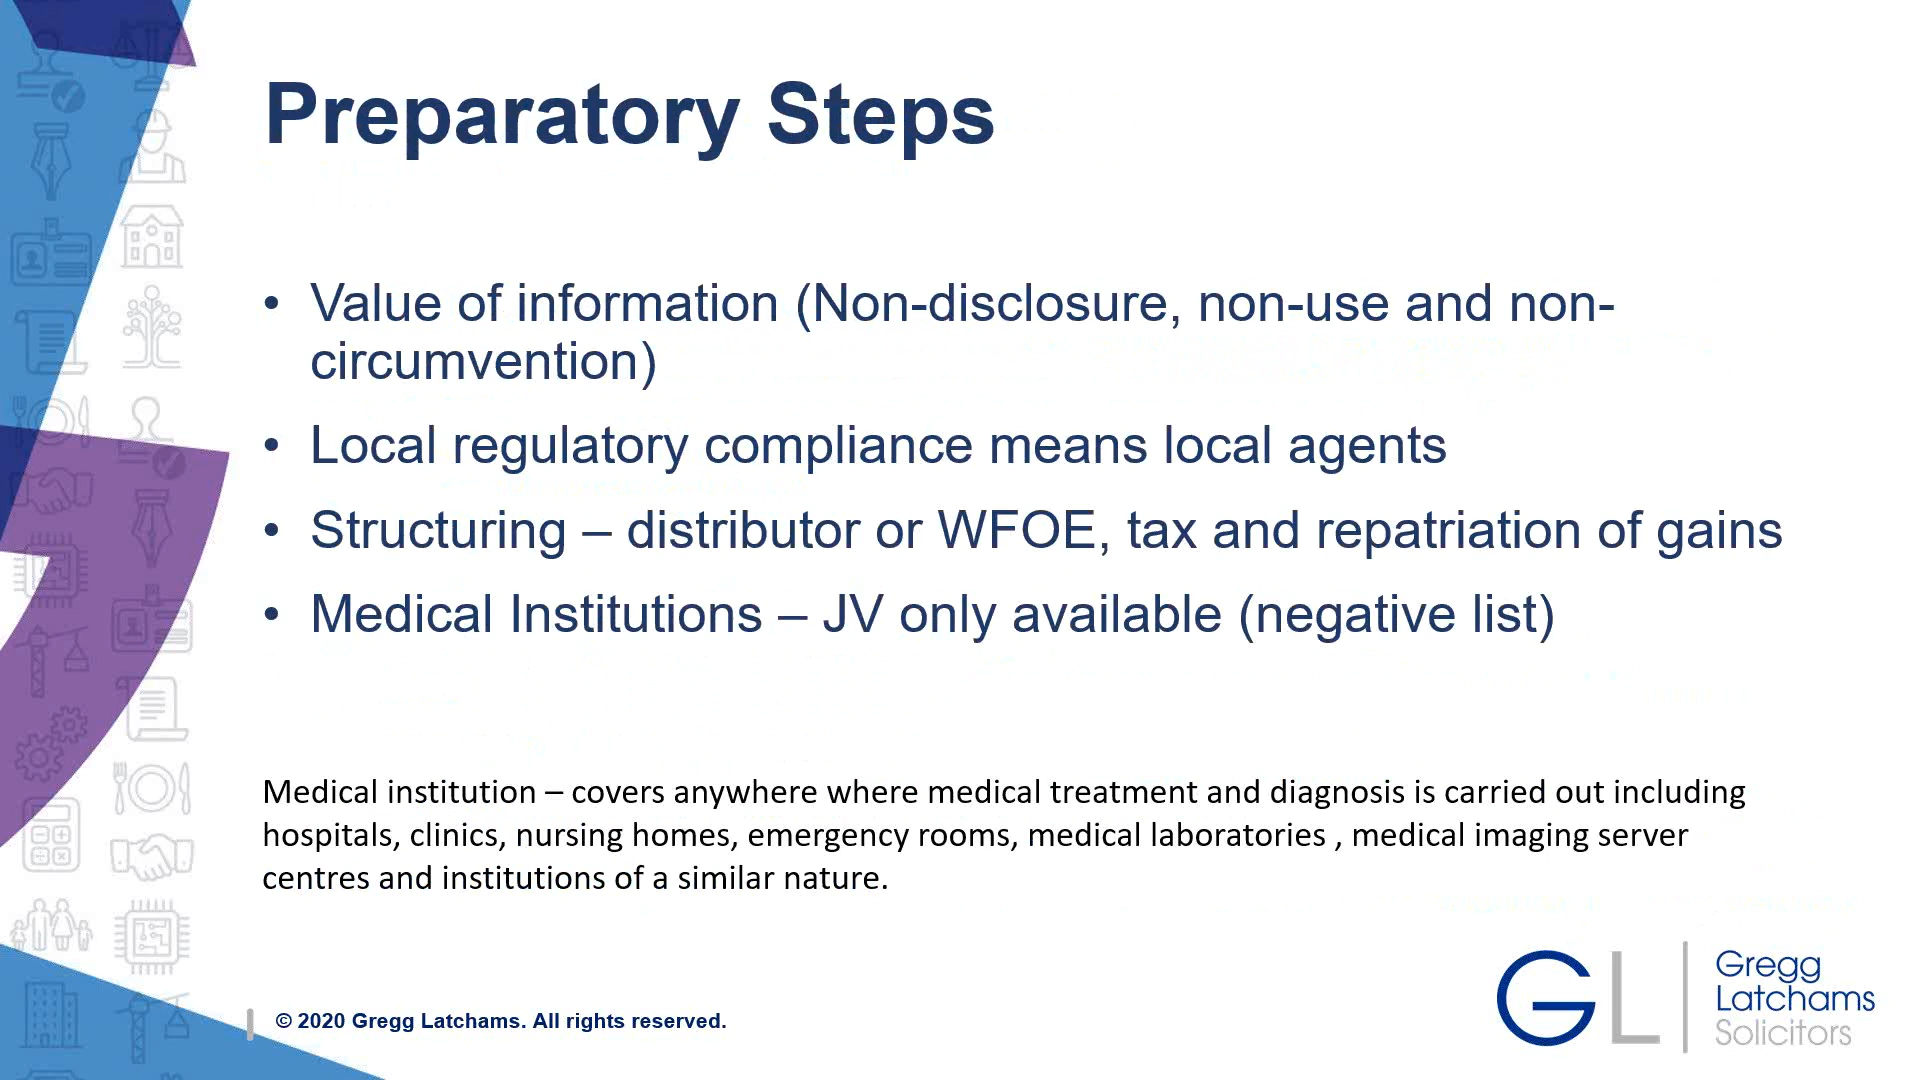 Preparatory Steps
• Value of information (Non-disclosure, non-use and non-
circumvention)
• Local regulatory compliance means local agents
• Structuring – distributor or WFOE, tax and repatriation of gains
• Medical Institutions – JV only available (negative list)
Medical institution – covers anywhere where medical treatment and diagnosis is carried out including
hospitals, clinics, nursing homes, emergency rooms, medical laboratories , medical imaging server
centres and institutions of a similar nature.
© 2020 Gregg Latchams. All rights reserved.
GL
Gregg
Latchams
Solicitors